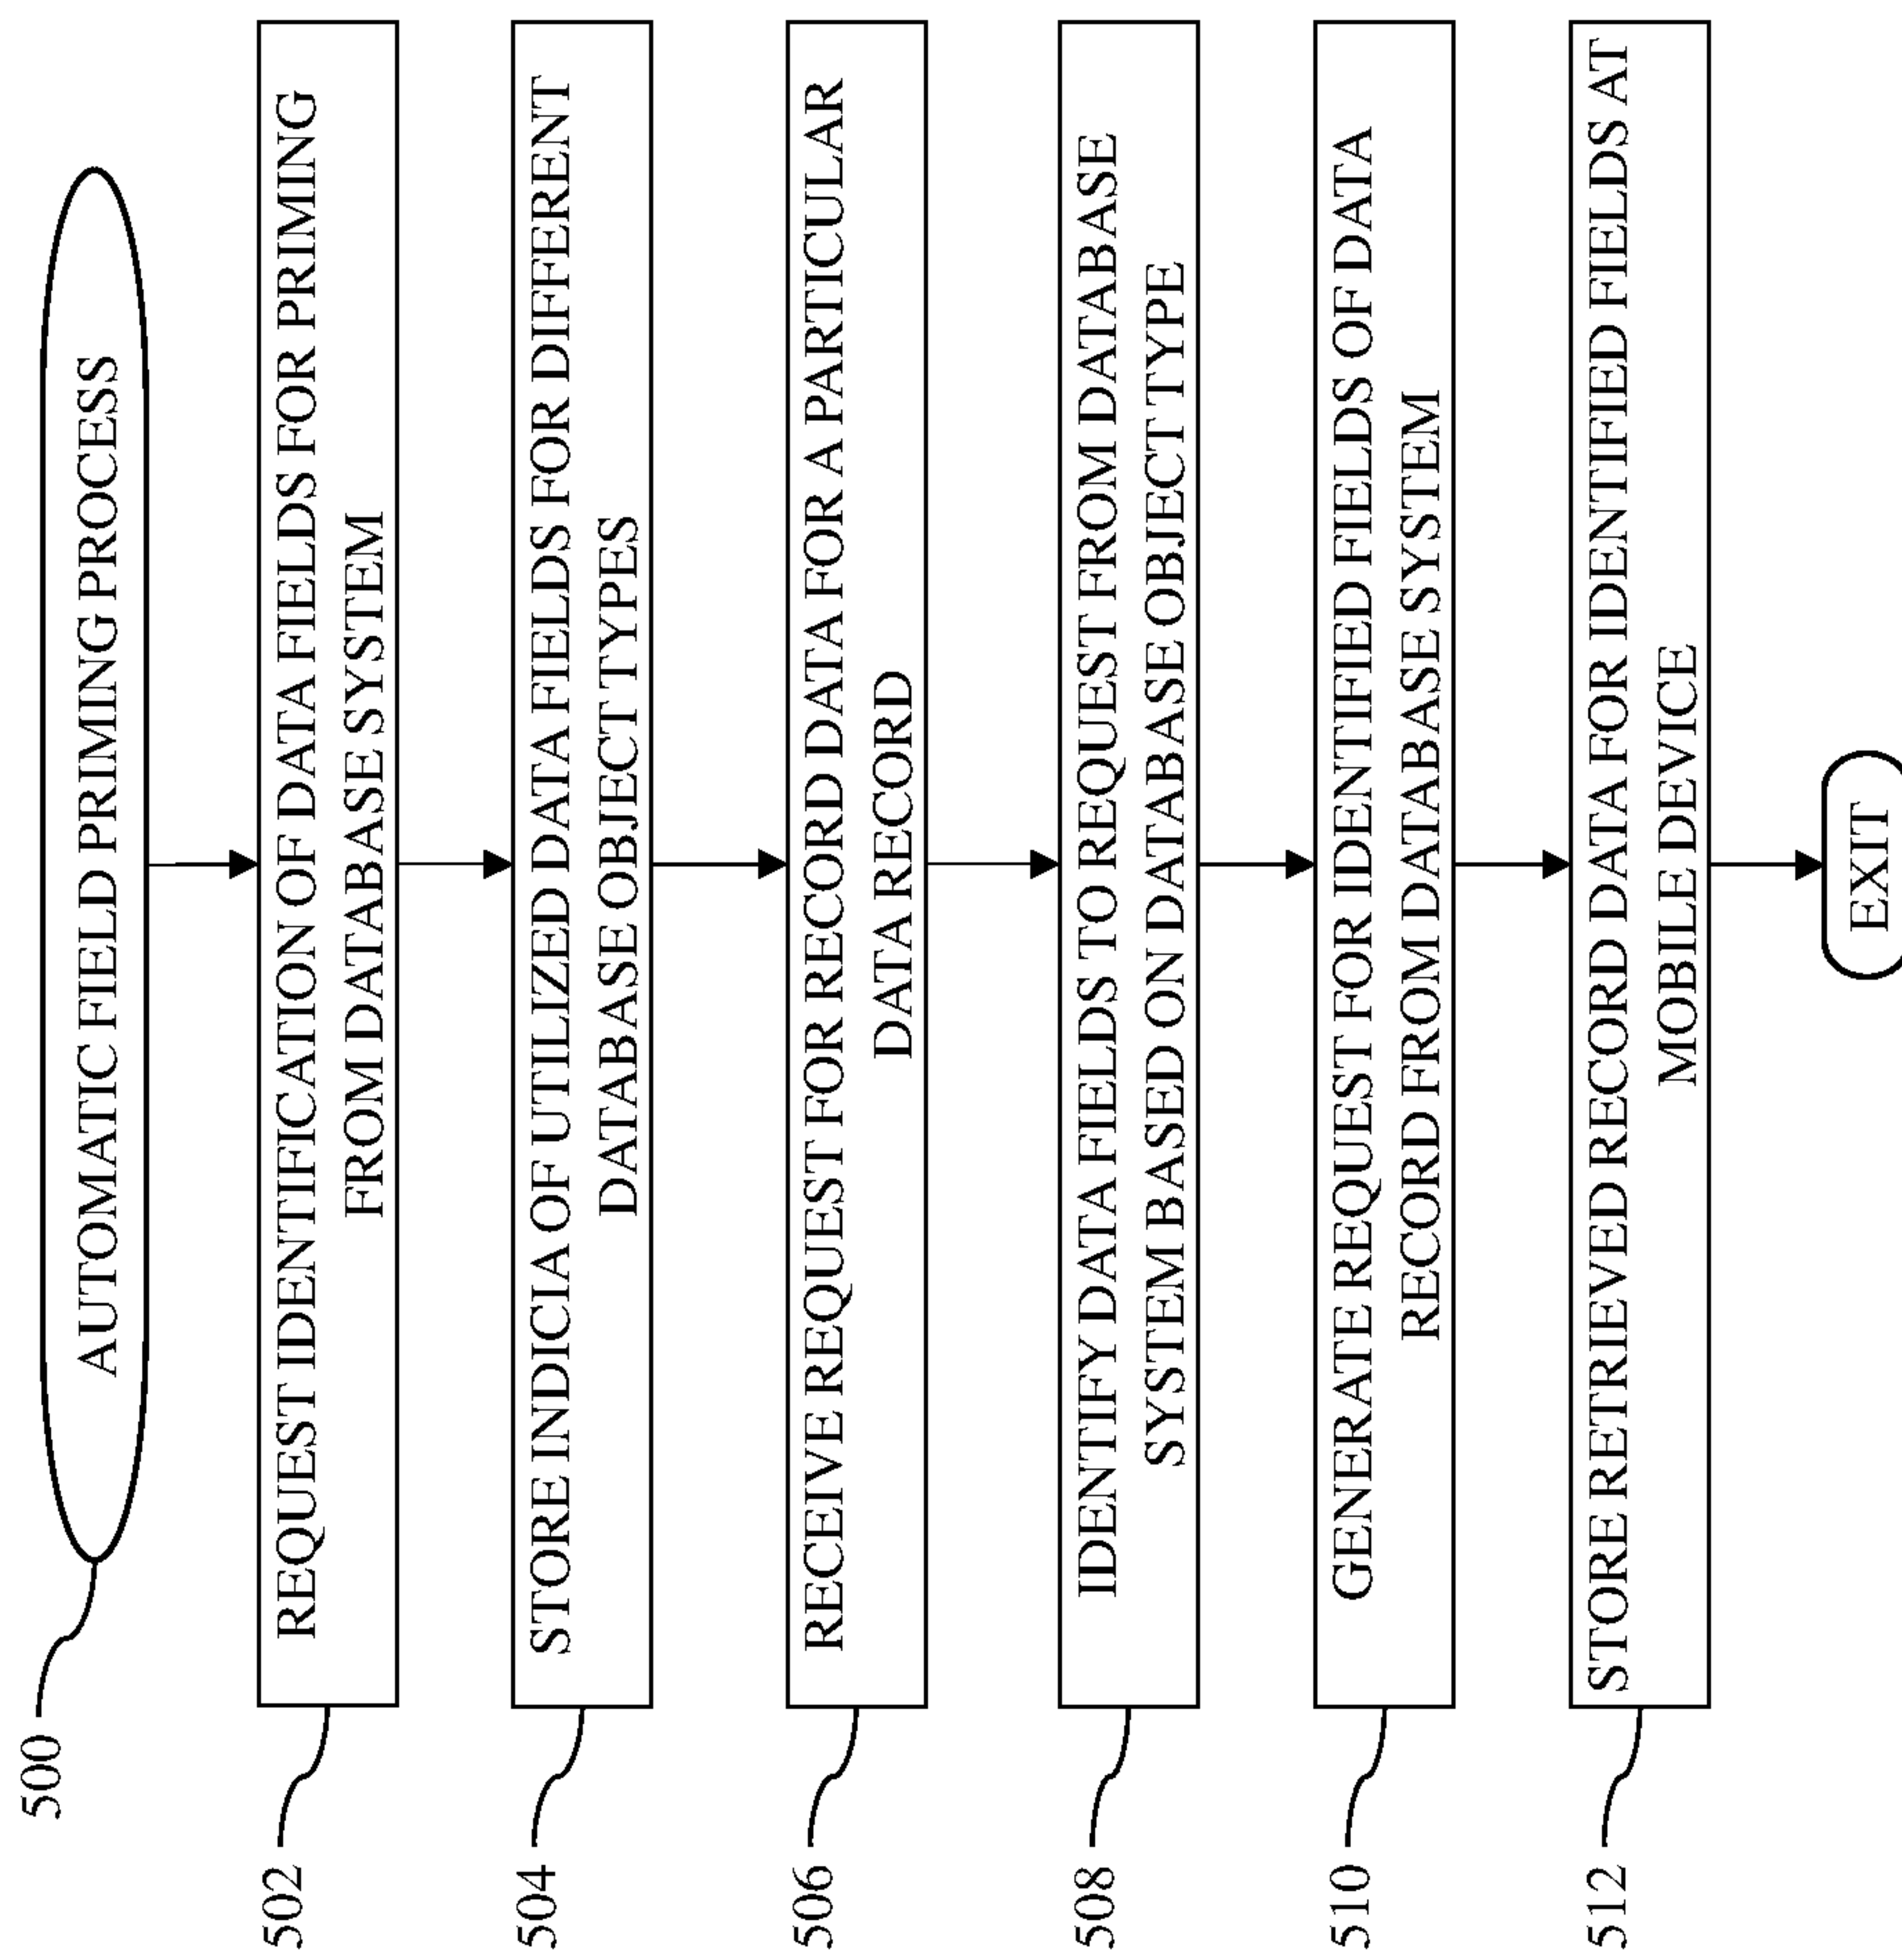 500
AUTOMATIC FIELD PRIMING PROCESS
502
REQUEST IDENTIFICATION OF DATA FIELDS FOR PRIMING
FROM DATABASE SYSTEM
504
STORE INDICIA OF UTILIZED DATA FIELDS FOR DIFFERENT
DATABASE OBJECT TYPES
506
RECEIVE REQUEST FOR RECORD DATA FOR A PARTICULAR
DATA RECORD
508
IDENTIFY DATA FIELDS TO REQUEST FROM DATABASE
SYSTEM BASED ON DATABASE OBJECT TYPE
510
GENERATE REQUEST FOR IDENTIFIED FIELDS OF DATA
RECORD FROM DATABASE SYSTEM
512
STORE RETRIEVED RECORD DATA FOR IDENTIFIED FIELDS AT
MOBILE DEVICE
EXIT